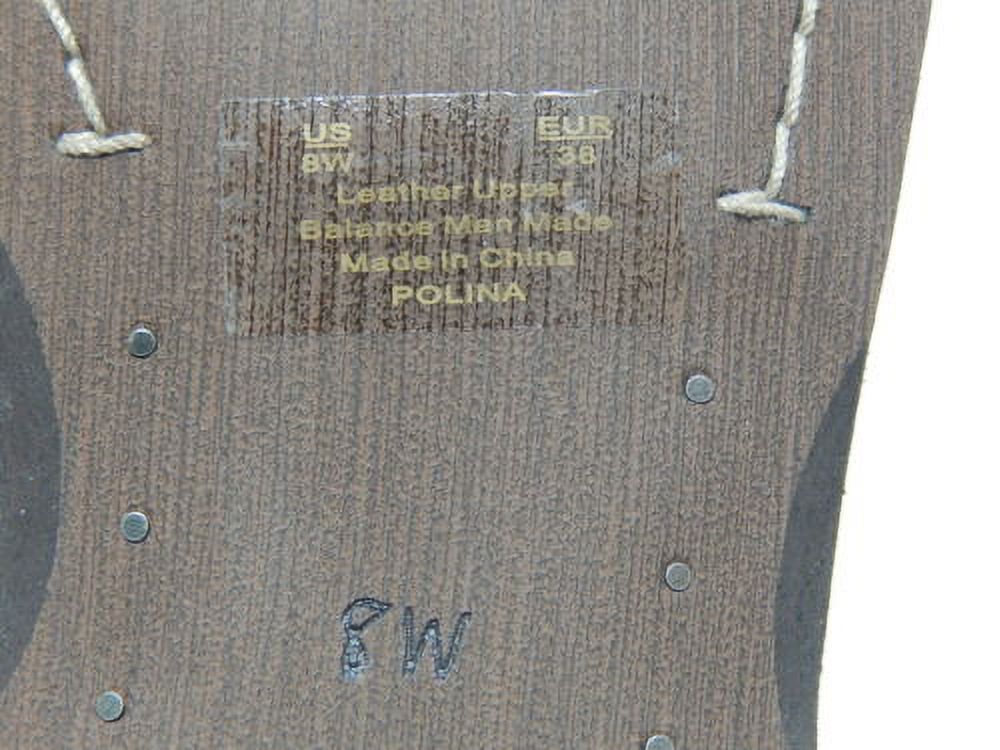 US EUR
8W 38
Leather Upper
Balance Man Made
Made in China
POLINA
8W